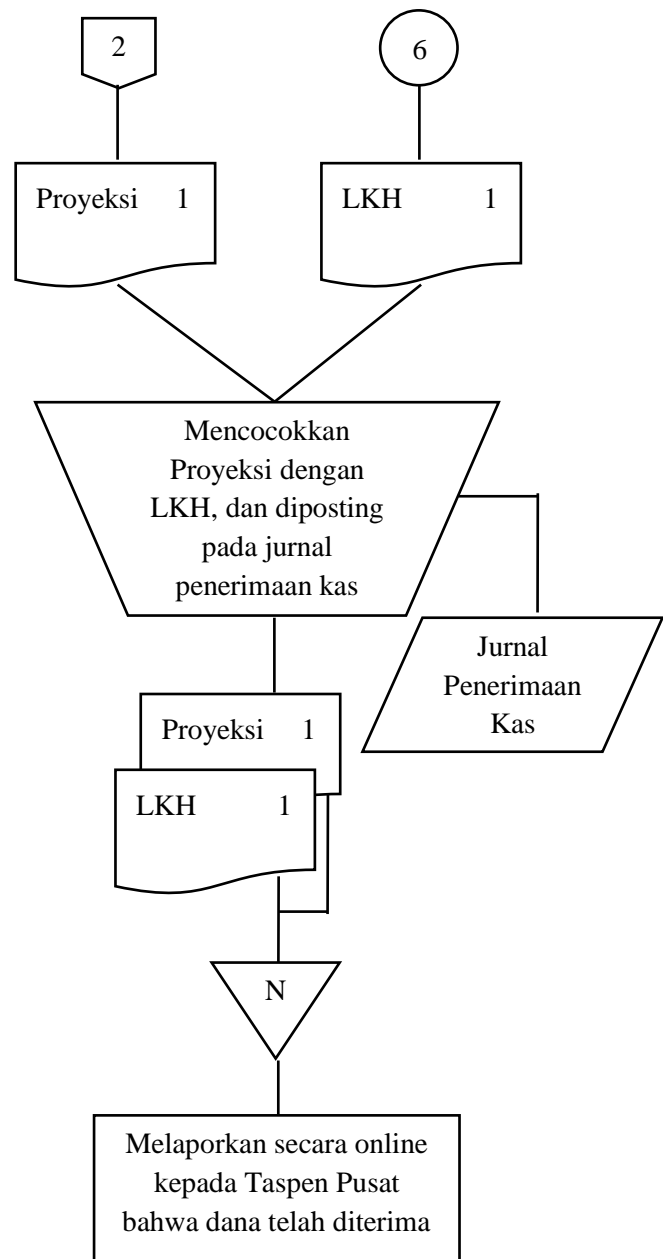 2
6
Proyeksi 1
LKH 1
Mencocokkan
Proyeksi dengan
LKH, dan diposting
pada jurnal
penerimaan kas
Jurnal
Penerimaan
Kas
Proyeksi 1
LKH 1
N
Melaporkan secara online
kepada Taspen Pusat
bahwa dana telah diterima